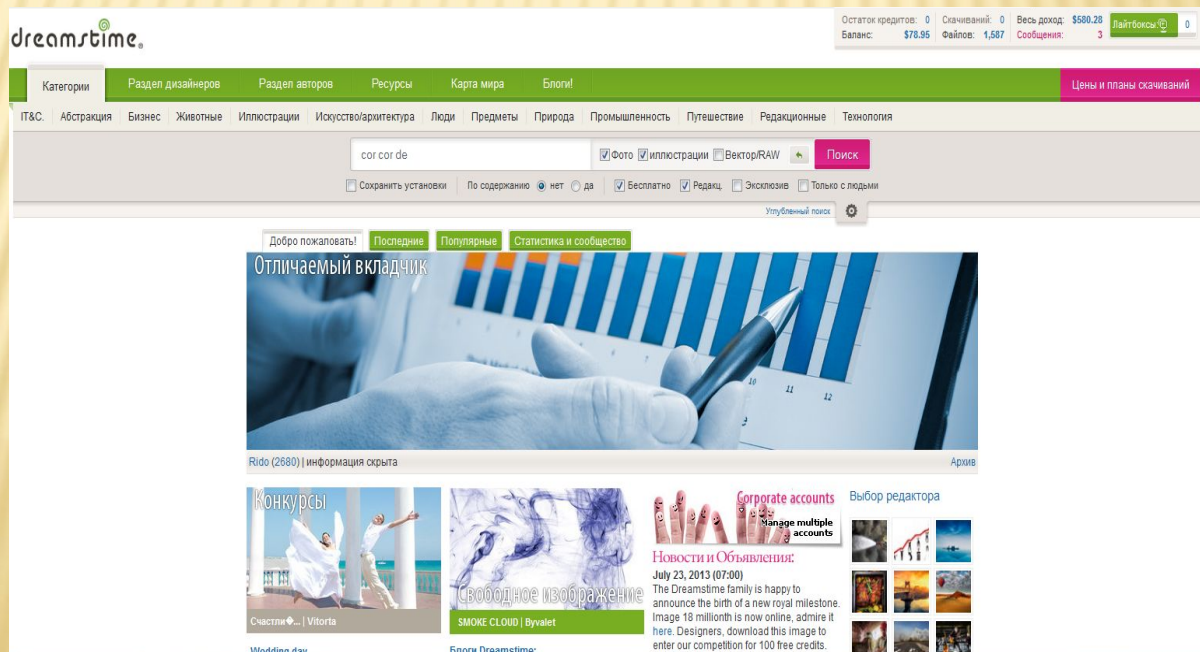 dreamstime®
Остаток кредитов: 0 Скачиваний: 0 Весь доход: $580.28
Баланс: $78.95 Файлов: 1,587 Сообщения: 3
Лайтбоксы 0
Категории Раздел дизайнеров Раздел авторов Ресурсы Карта мира Блоги! Цены и планы скачиваний
IT&C. Абстракция Бизнес Животные Иллюстрации Искусство/архитектура Люди Предметы Природа Промышленность Путешествие Редакционные Технология
cor cor de Фото иллюстрации Вектор/RAW Поиск
Сохранить установки По содержанию нет да Бесплатно Редакц. Эксклюзив Только с людьми
Углубленный поиск
Добро пожаловать! Последние Популярные Статистика и сообщество
Отличаемый вкладчик
6 7 10 11 12
Rido (2680) | информация скрыта Архив
Конкурсы
Счастли�... | Vitorta
Wedding day
Свободное изображение
SMOKE CLOUD | Byvalet
Блоги Dreamstime:
Corporate accounts
Manage multiple
accounts
Новости и Объявления:
July 23, 2013 (07:00)
The Dreamstime family is happy to
announce the birth of a new royal milestone.
Image 18 millionth is now online, admire it
here. Designers, download this image to
enter our competition for 100 free credits.
Выбор редактора